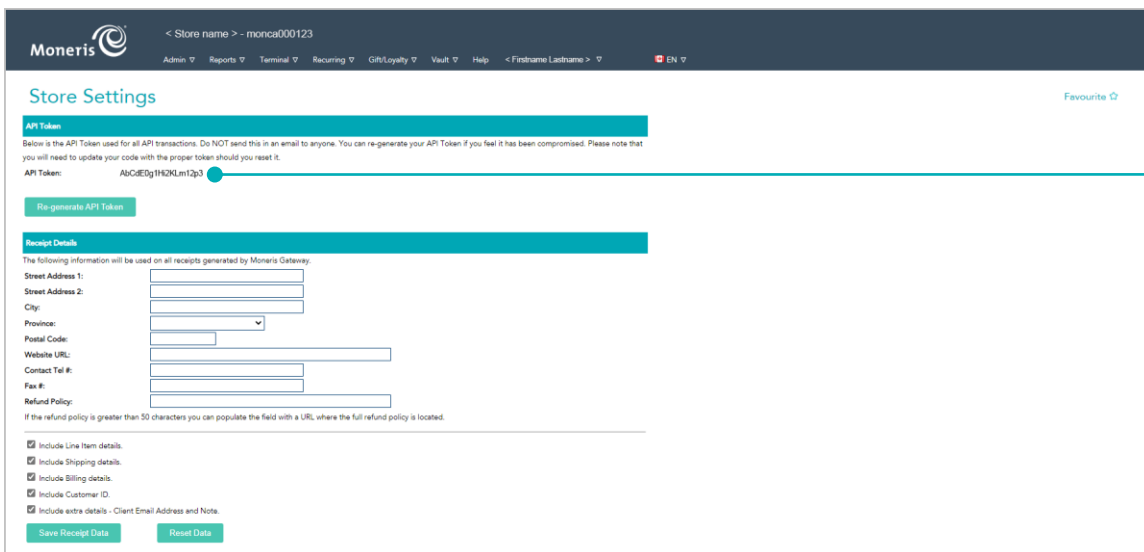 Moneris
< Store name > - monca000123
Admin ▽ Reports ▽ Terminal ▽ Recurring ▽ Gift/Loyalty ▽ Vault ▽ Help < Firstname Lastname > ▽ EN ▽
Store Settings
Favourite ☆
API Token
Below is the API Token used for all API transactions. Do NOT send this in an email to anyone. You can re-generate your API Token if you feel it has been compromised. Please note that
you will need to update your code with the proper token should you reset it.
API Token: AbCdE0g1Hi2KLm12p3
Re-generate API Token
Receipt Details
The following information will be used on all receipts generated by Moneris Gateway.
Street Address 1:
Street Address 2:
City:
Province:
Postal Code:
Website URL:
Contact Tel #:
Fax #:
Refund Policy:
If the refund policy is greater than 50 characters you can populate the field with a URL where the full refund policy is located.
Include Line Item details.
Include Shipping details.
Include Billing details.
Include Customer ID.
Include extra details - Client Email Address and Note.
Save Receipt Data Reset Data